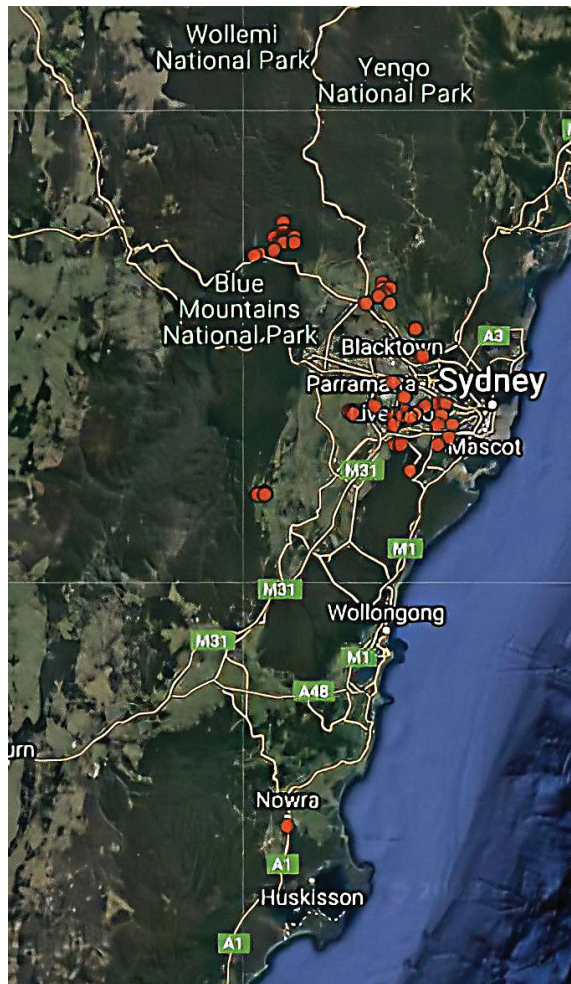 Wollemi
National Park
Yengo
National Park
Blue
Mountains
National Park
A3
Blacktown
Sydney
Mascot
M31
M1
M31
Wollongong
M31
M1
A48
urn
Nowra
A1
Huskisson
A1